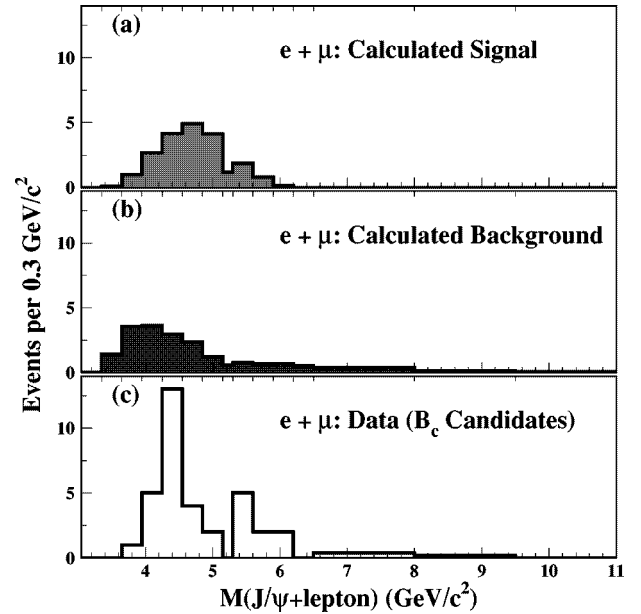 (a)
e + μ: Calculated Signal
10
5
0
(b)
e + μ: Calculated Background
10
5
0
(c)
e + μ: Data (B_c Candidates)
10
5
0
4 5 6 7 8 9 10 11
M(J/ψ+lepton) (GeV/c²)
Events per 0.3 GeV/c²